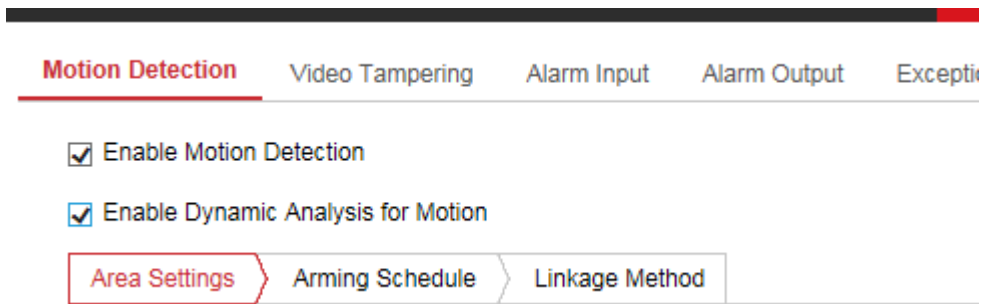 Motion Detection Video Tampering Alarm Input Alarm Output
Enable Motion Detection
Enable Dynamic Analysis for Motion
Area Settings Arming Schedule Linkage Method